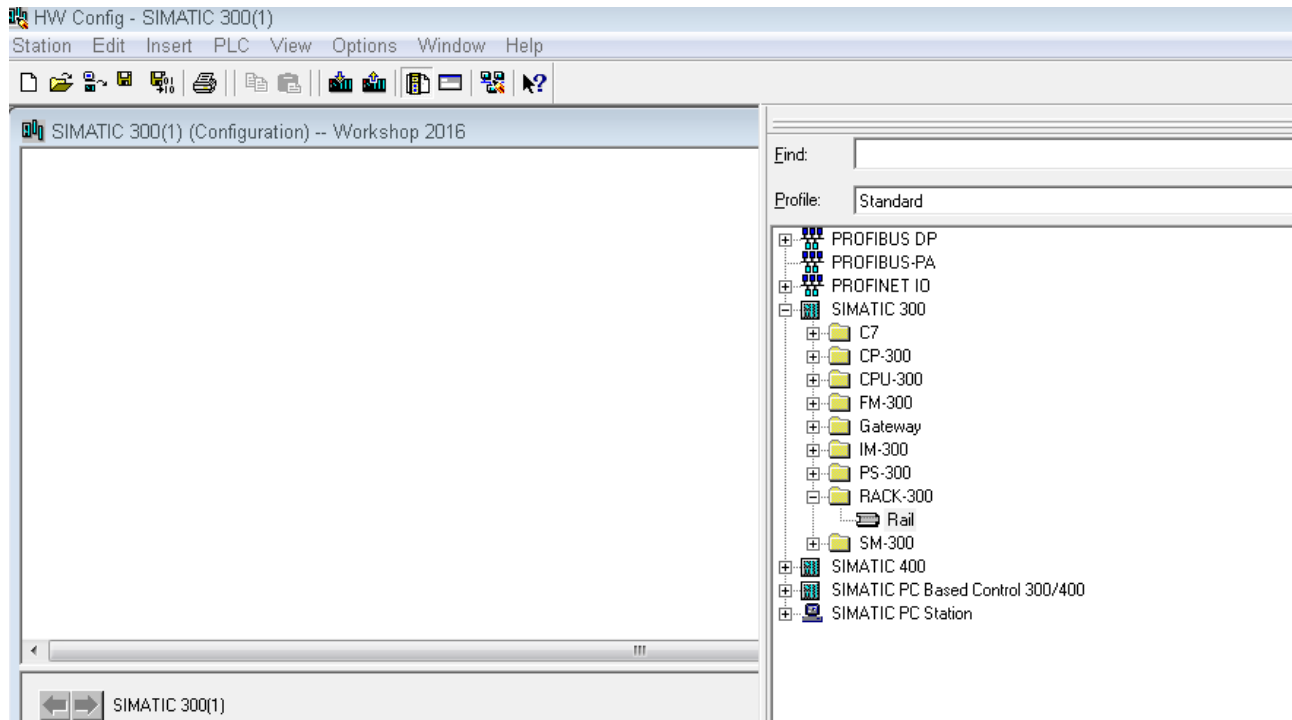 HW Config - SIMATIC 300(1)
Station Edit Insert PLC View Options Window Help
SIMATIC 300(1) (Configuration) -- Workshop 2016
Find:
Profile: Standard
PROFIBUS DP
PROFIBUS-PA
PROFINET IO
SIMATIC 300
C7
CP-300
CPU-300
FM-300
Gateway
IM-300
PS-300
RACK-300
Rail
SM-300
SIMATIC 400
SIMATIC PC Based Control 300/400
SIMATIC PC Station
SIMATIC 300(1)